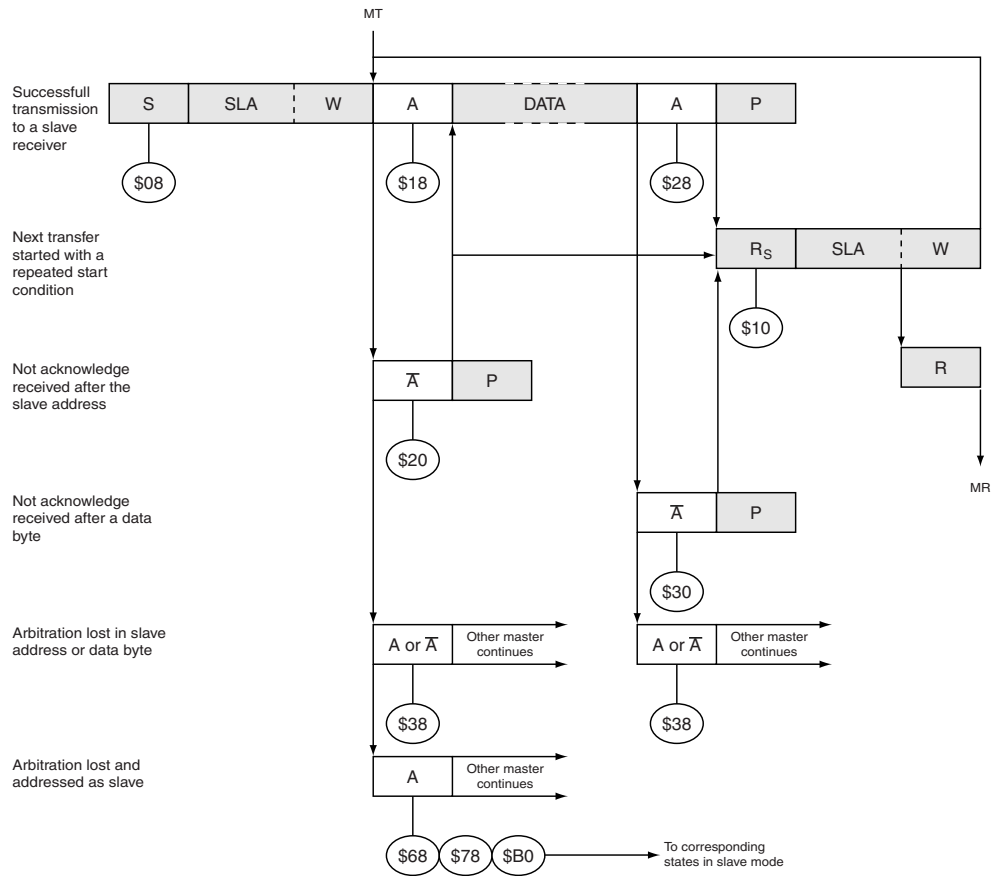 MT
Successfull
transmission
to a slave
receiver
S SLA W A DATA A P
$08 $18 $28
Next transfer
started with a
repeated start
condition
RS SLA W
$10
Not acknowledge
received after the
slave address
A̅ P
R
$20
MR
Not acknowledge
received after a data
byte
A̅ P
$30
Arbitration lost in slave
address or data byte
A or A̅ Other master
continues
A or A̅ Other master
continues
$38 $38
Arbitration lost and
addressed as slave
A Other master
continues
$68 $78 $B0
To corresponding
states in slave mode